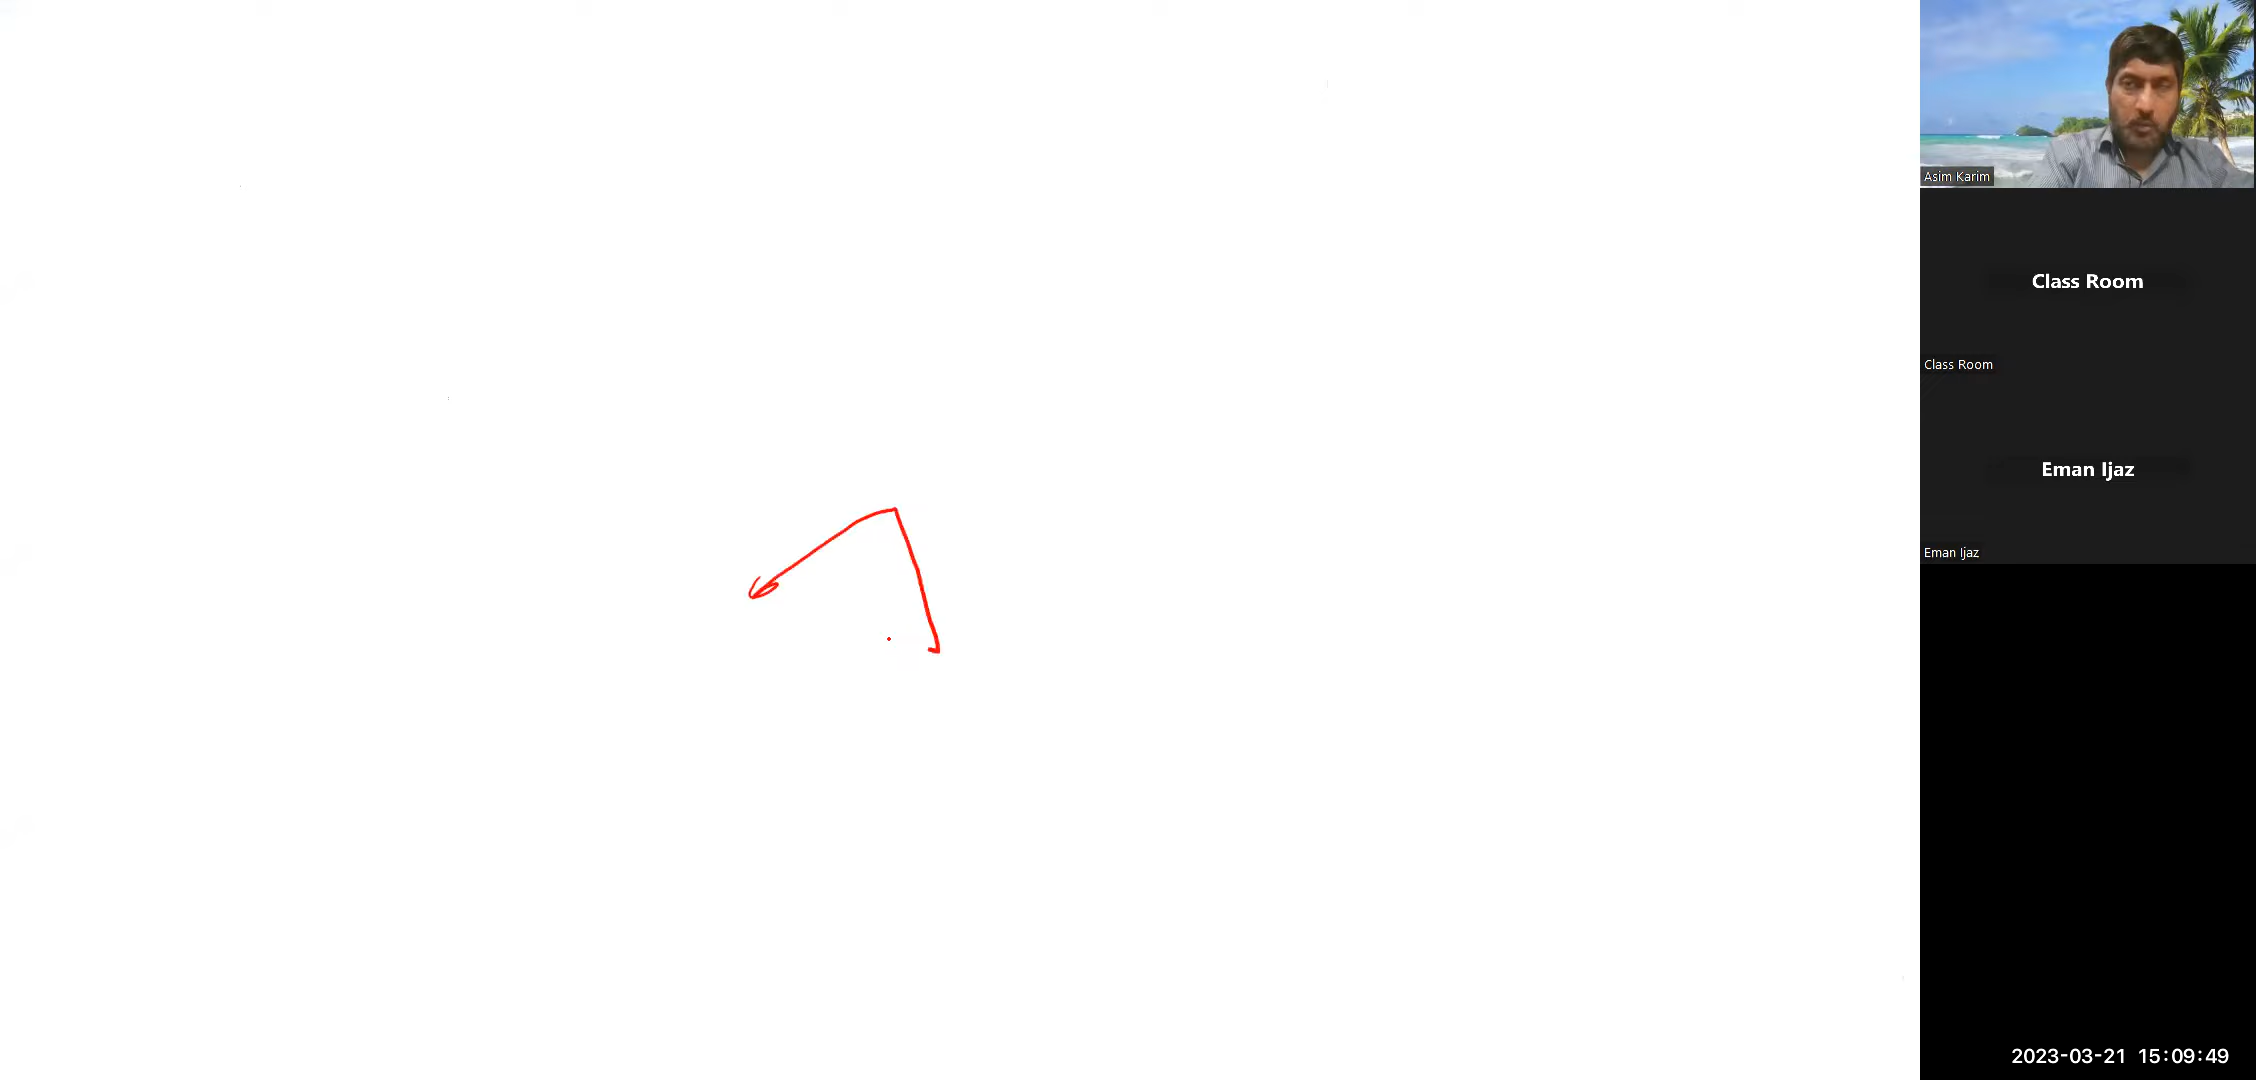 Asim Karim
Class Room
Class Room
Eman Ijaz
Eman Ijaz
2023-03-21 15:09:49